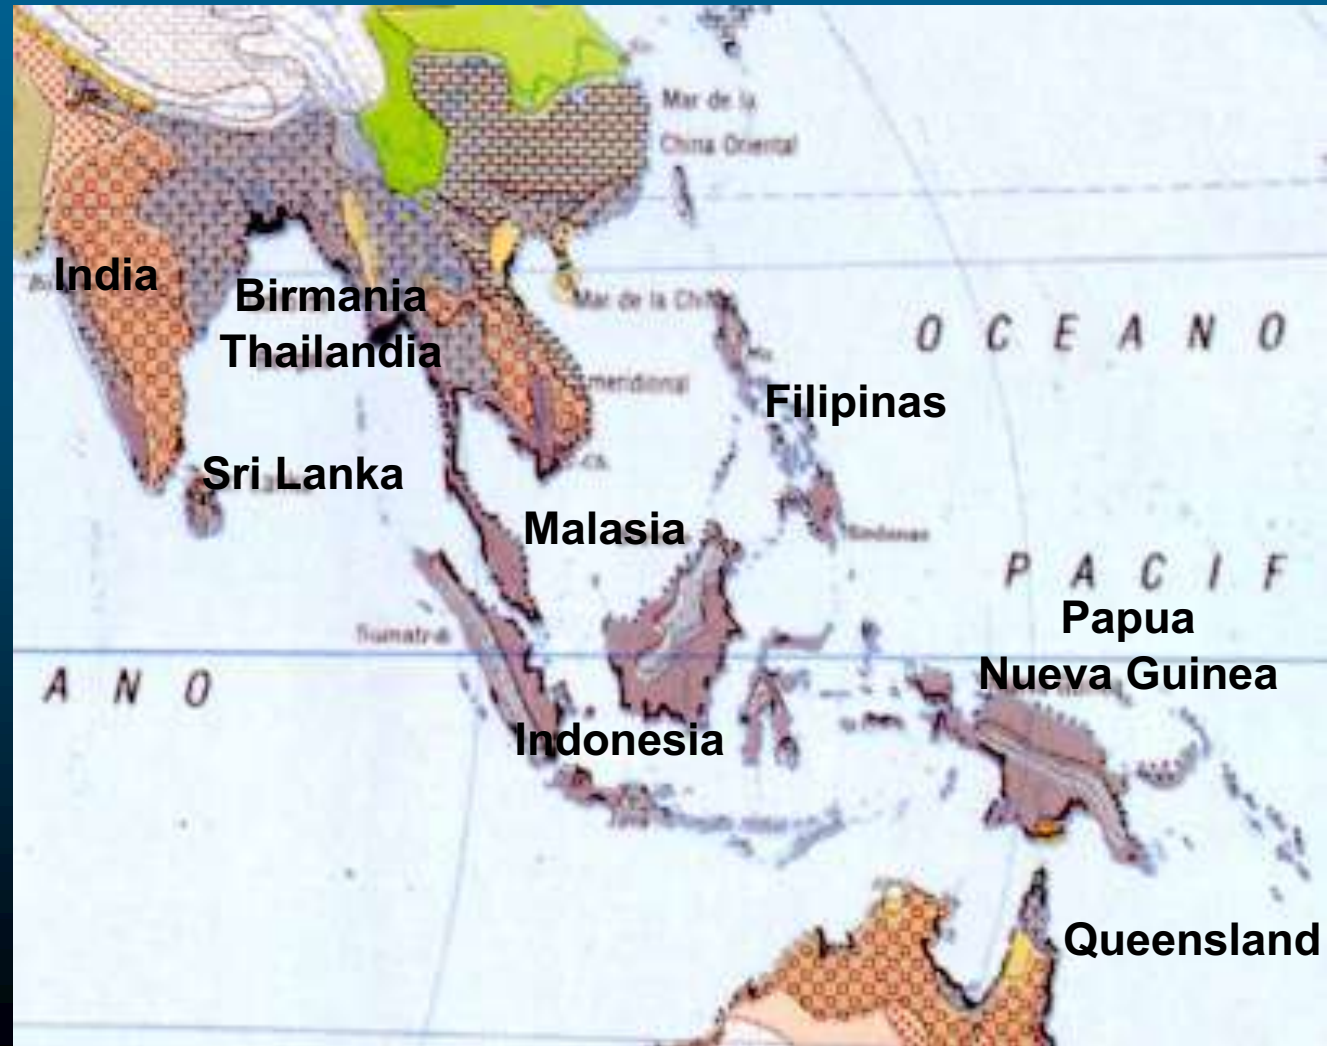 Mar de la
China Oriental
India
Birmania
Thailandia
Mar de la China
meridional
O C E A N O
Filipinas
Sri Lanka
Malasia
P A C I F
Papua
Nueva Guinea
Sumatra
A N O
Indonesia
Queensland